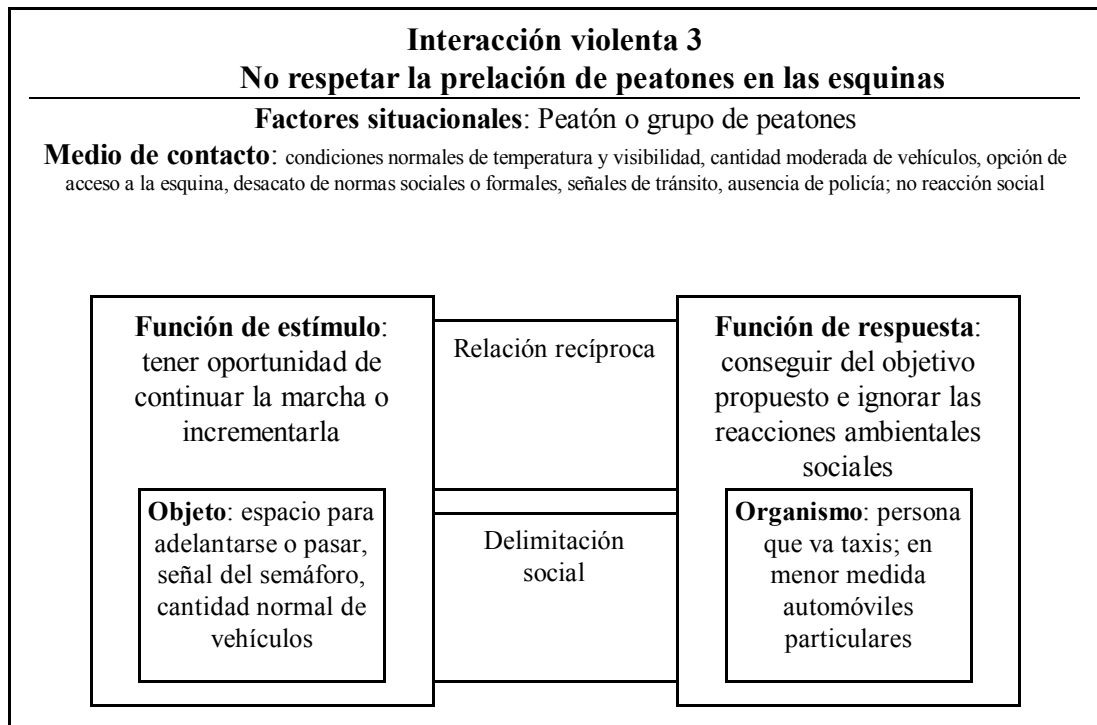 Interacción violenta 3
No respetar la prelación de peatones en las esquinas
Factores situacionales: Peatón o grupo de peatones
Medio de contacto: condiciones normales de temperatura y visibilidad, cantidad moderada de vehículos, opción de
acceso a la esquina, desacato de normas sociales o formales, señales de tránsito, ausencia de policía; no reacción social
Función de estímulo:
tener oportunidad de
continuar la marcha o
incrementarla
Objeto: espacio para
adelantarse o pasar,
señal del semáforo,
cantidad normal de
vehículos
Relación recíproca
Delimitación
social
Función de respuesta:
conseguir del objetivo
propuesto e ignorar las
reacciones ambientales
sociales
Organismo: persona
que va taxis; en
menor medida
automóviles
particulares